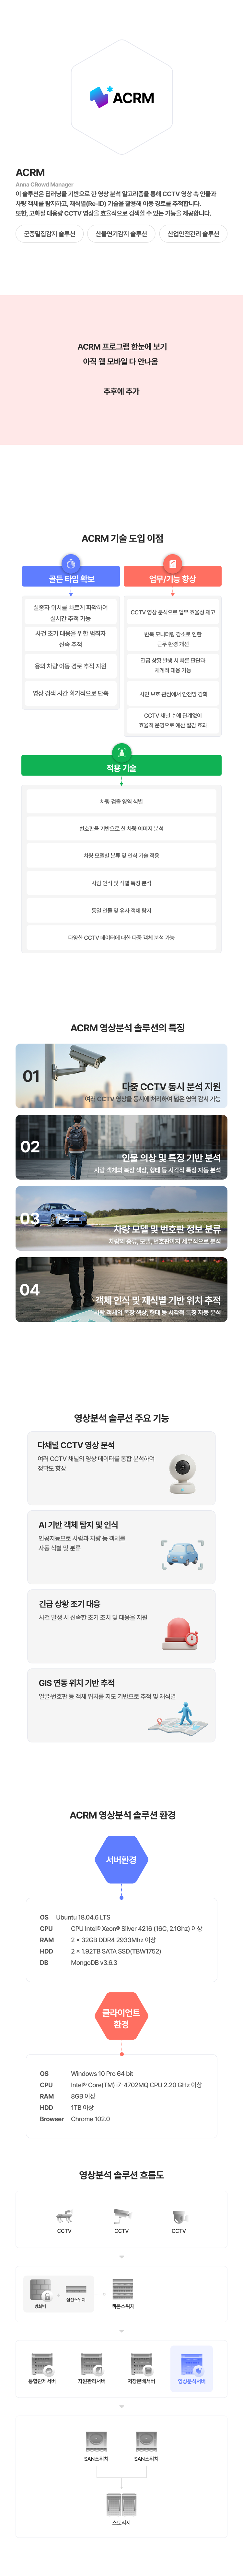 ACRM
ACRM
Anna CRowd Manager
이 솔루션은 딥러닝을 기반으로 한 영상 분석 알고리즘을 통해 CCTV 영상 속 인물과
차량 객체를 탐지하고, 재식별(Re-ID) 기술을 활용해 이동 경로를 추적합니다.
또한, 고화질 대용량 CCTV 영상을 효율적으로 검색할 수 있는 기능을 제공합니다.
군중밀집감지 솔루션
산불연기감지 솔루션
산업안전관리 솔루션
ACRM 프로그램 한눈에 보기
아직 웹 모바일 다 안나옴
추후에 추가
ACRM 기술 도입 이점
골든 타임 확보
실종자 위치를 빠르게 파악하여
실시간 추적 가능
사건 초기 대응을 위한 범죄자
신속 추적
용의 차량 이동 경로 추적 지원
영상 검색 시간 획기적으로 단축
업무/기능 향상
CCTV 영상 분석으로 업무 효율성 제고
반복 모니터링 감소로 인한
근무 환경 개선
긴급 상황 발생 시 빠른 판단과
체계적 대응 가능
시민 보호 관점에서 안전망 강화
CCTV 채널 수에 관계없이
효율적 운영으로 예산 절감 효과
적용 기술
차량 검출 영역 식별
번호판을 기반으로 한 차량 이미지 분석
차량 모델별 분류 및 인식 기술 적용
사람 인식 및 식별 특징 분석
동일 인물 및 유사 객체 탐지
다양한 CCTV 데이터에 대한 다중 객체 분석 가능
ACRM 영상분석 솔루션의 특징
01
다중 CCTV 동시 분석 지원
여러 CCTV 영상을 동시에 처리하여 넓은 영역 감시 가능
02
인물 의상 및 특징 기반 분석
사람 객체의 복장 색상, 형태 등 시각적 특징 자동 분석
03
차량 모델 및 번호판 정보 분류
차량의 종류, 모델, 번호판까지 세부적으로 분석
04
객체 인식 및 재식별 기반 위치 추적
사람 객체의 복장 색상, 형태 등 시각적 특징 자동 분석
영상분석 솔루션 주요 기능
다채널 CCTV 영상 분석
여러 CCTV 채널의 영상 데이터를 통합 분석하여
정확도 향상
AI 기반 객체 탐지 및 인식
인공지능으로 사람과 차량 등 객체를
자동 식별 및 분류
긴급 상황 조기 대응
사건 발생 시 신속한 초기 조치 및 대응을 지원
GIS 연동 위치 기반 추적
얼굴·번호판 등 객체 위치를 지도 기반으로 추적 및 재식별
ACRM 영상분석 솔루션 환경
서버환경
OS Ubuntu 18.04.6 LTS
CPU CPU Intel® Xeon® Silver 4216 (16C, 2.1Ghz) 이상
RAM 2 x 32GB DDR4 2933Mhz 이상
HDD 2 x 1.92TB SATA SSD(TBW1752)
DB MongoDB v3.6.3
클라이언트
환경
OS Windows 10 Pro 64 bit
CPU Intel® Core(TM) i7-4702MQ CPU 2.20 GHz 이상
RAM 8GB 이상
HDD 1TB 이상
Browser Chrome 102.0
영상분석 솔루션 흐름도
CCTV
CCTV
CCTV
방화벽
집선스위치
백본스위치
통합관제서버
자원관리서버
저장분배서버
영상분석서버
SAN스위치
SAN스위치
스토리지